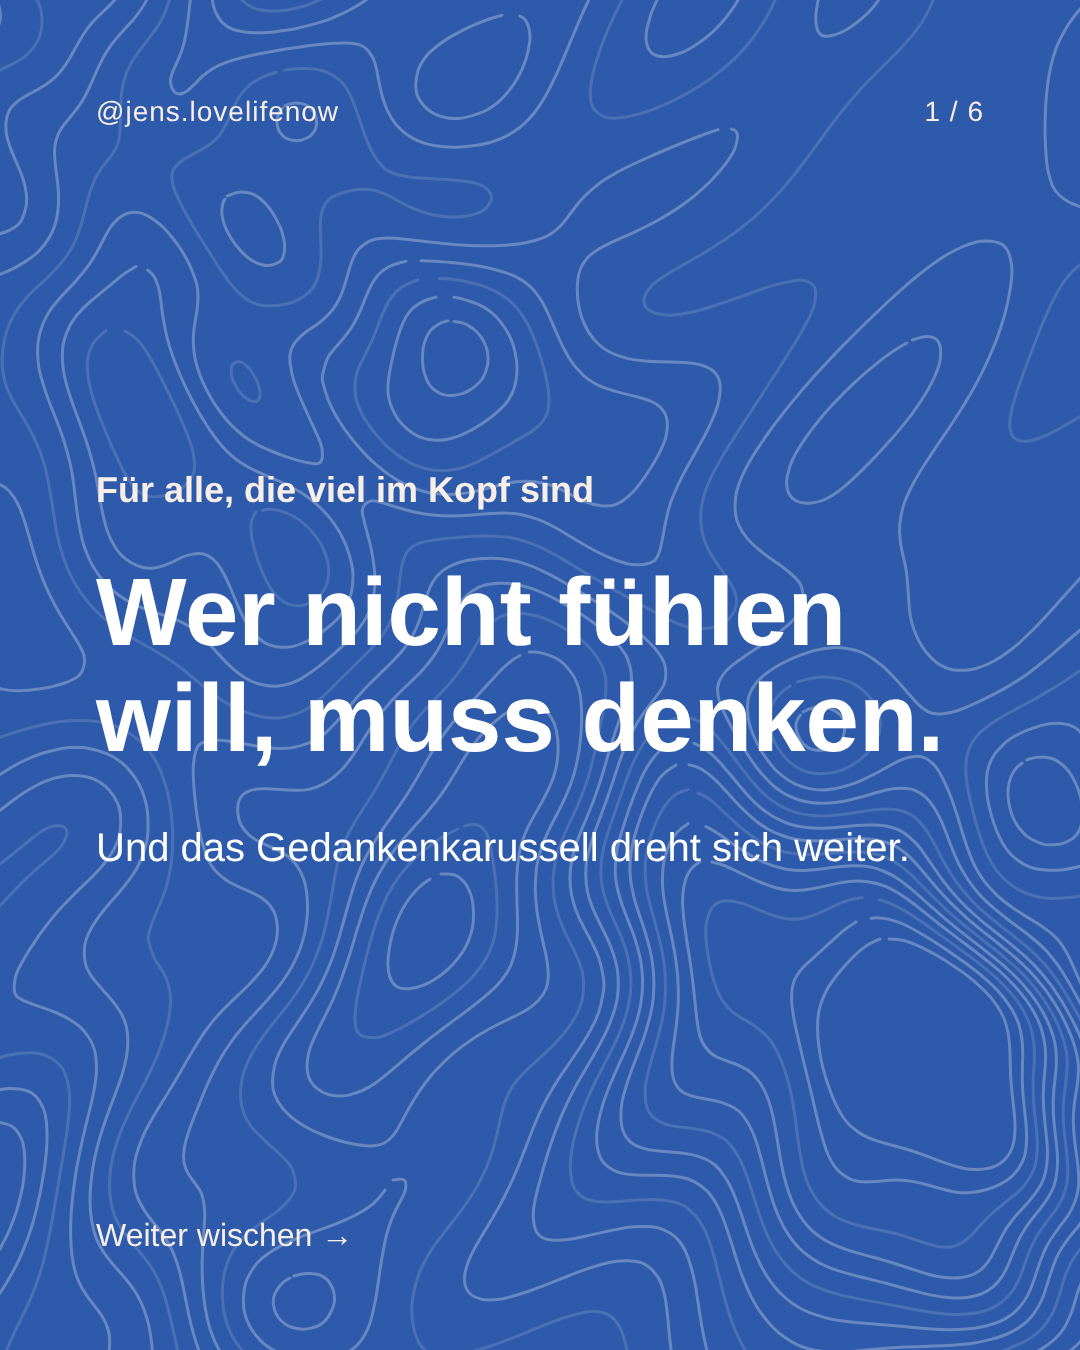 @jens.lovelifenow
1 / 6
Für alle, die viel im Kopf sind
Wer nicht fühlen
will, muss denken.
Und das Gedankenkarussell dreht sich weiter.
Weiter wischen →